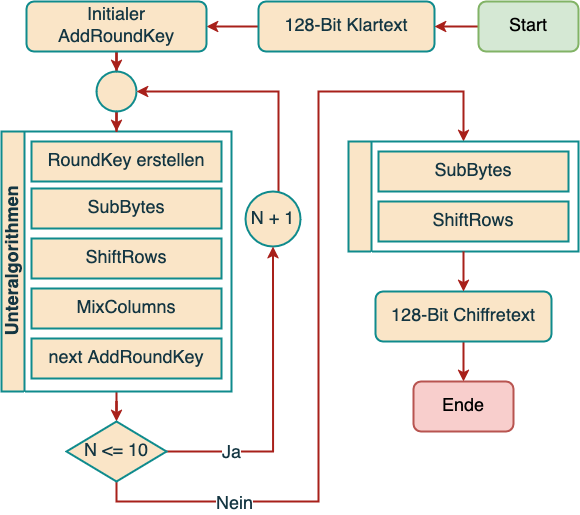 Start
128-Bit Klartext
Initialer
AddRoundKey
Unteralgorithmen
RoundKey erstellen
SubBytes
ShiftRows
MixColumns
next AddRoundKey
N <= 10
Ja
N + 1
Nein
SubBytes
ShiftRows
128-Bit Chiffretext
Ende